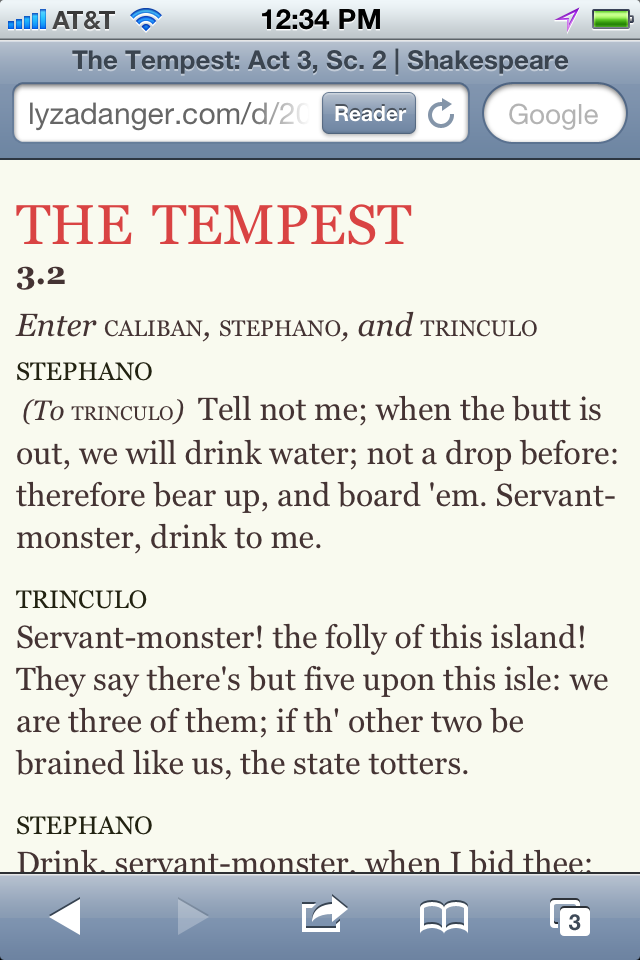 AT&T 12:34 PM
The Tempest: Act 3, Sc. 2 | Shakespeare
lyzadanger.com/d/20 Reader Google
THE TEMPEST
3.2
Enter CALIBAN, STEPHANO, and TRINCULO
STEPHANO
(To TRINCULO) Tell not me; when the butt is
out, we will drink water; not a drop before:
therefore bear up, and board 'em. Servant-
monster, drink to me.
TRINCULO
Servant-monster! the folly of this island!
They say there's but five upon this isle: we
are three of them; if th' other two be
brained like us, the state totters.
STEPHANO
Drink, servant-monster, when I bid thee:
3